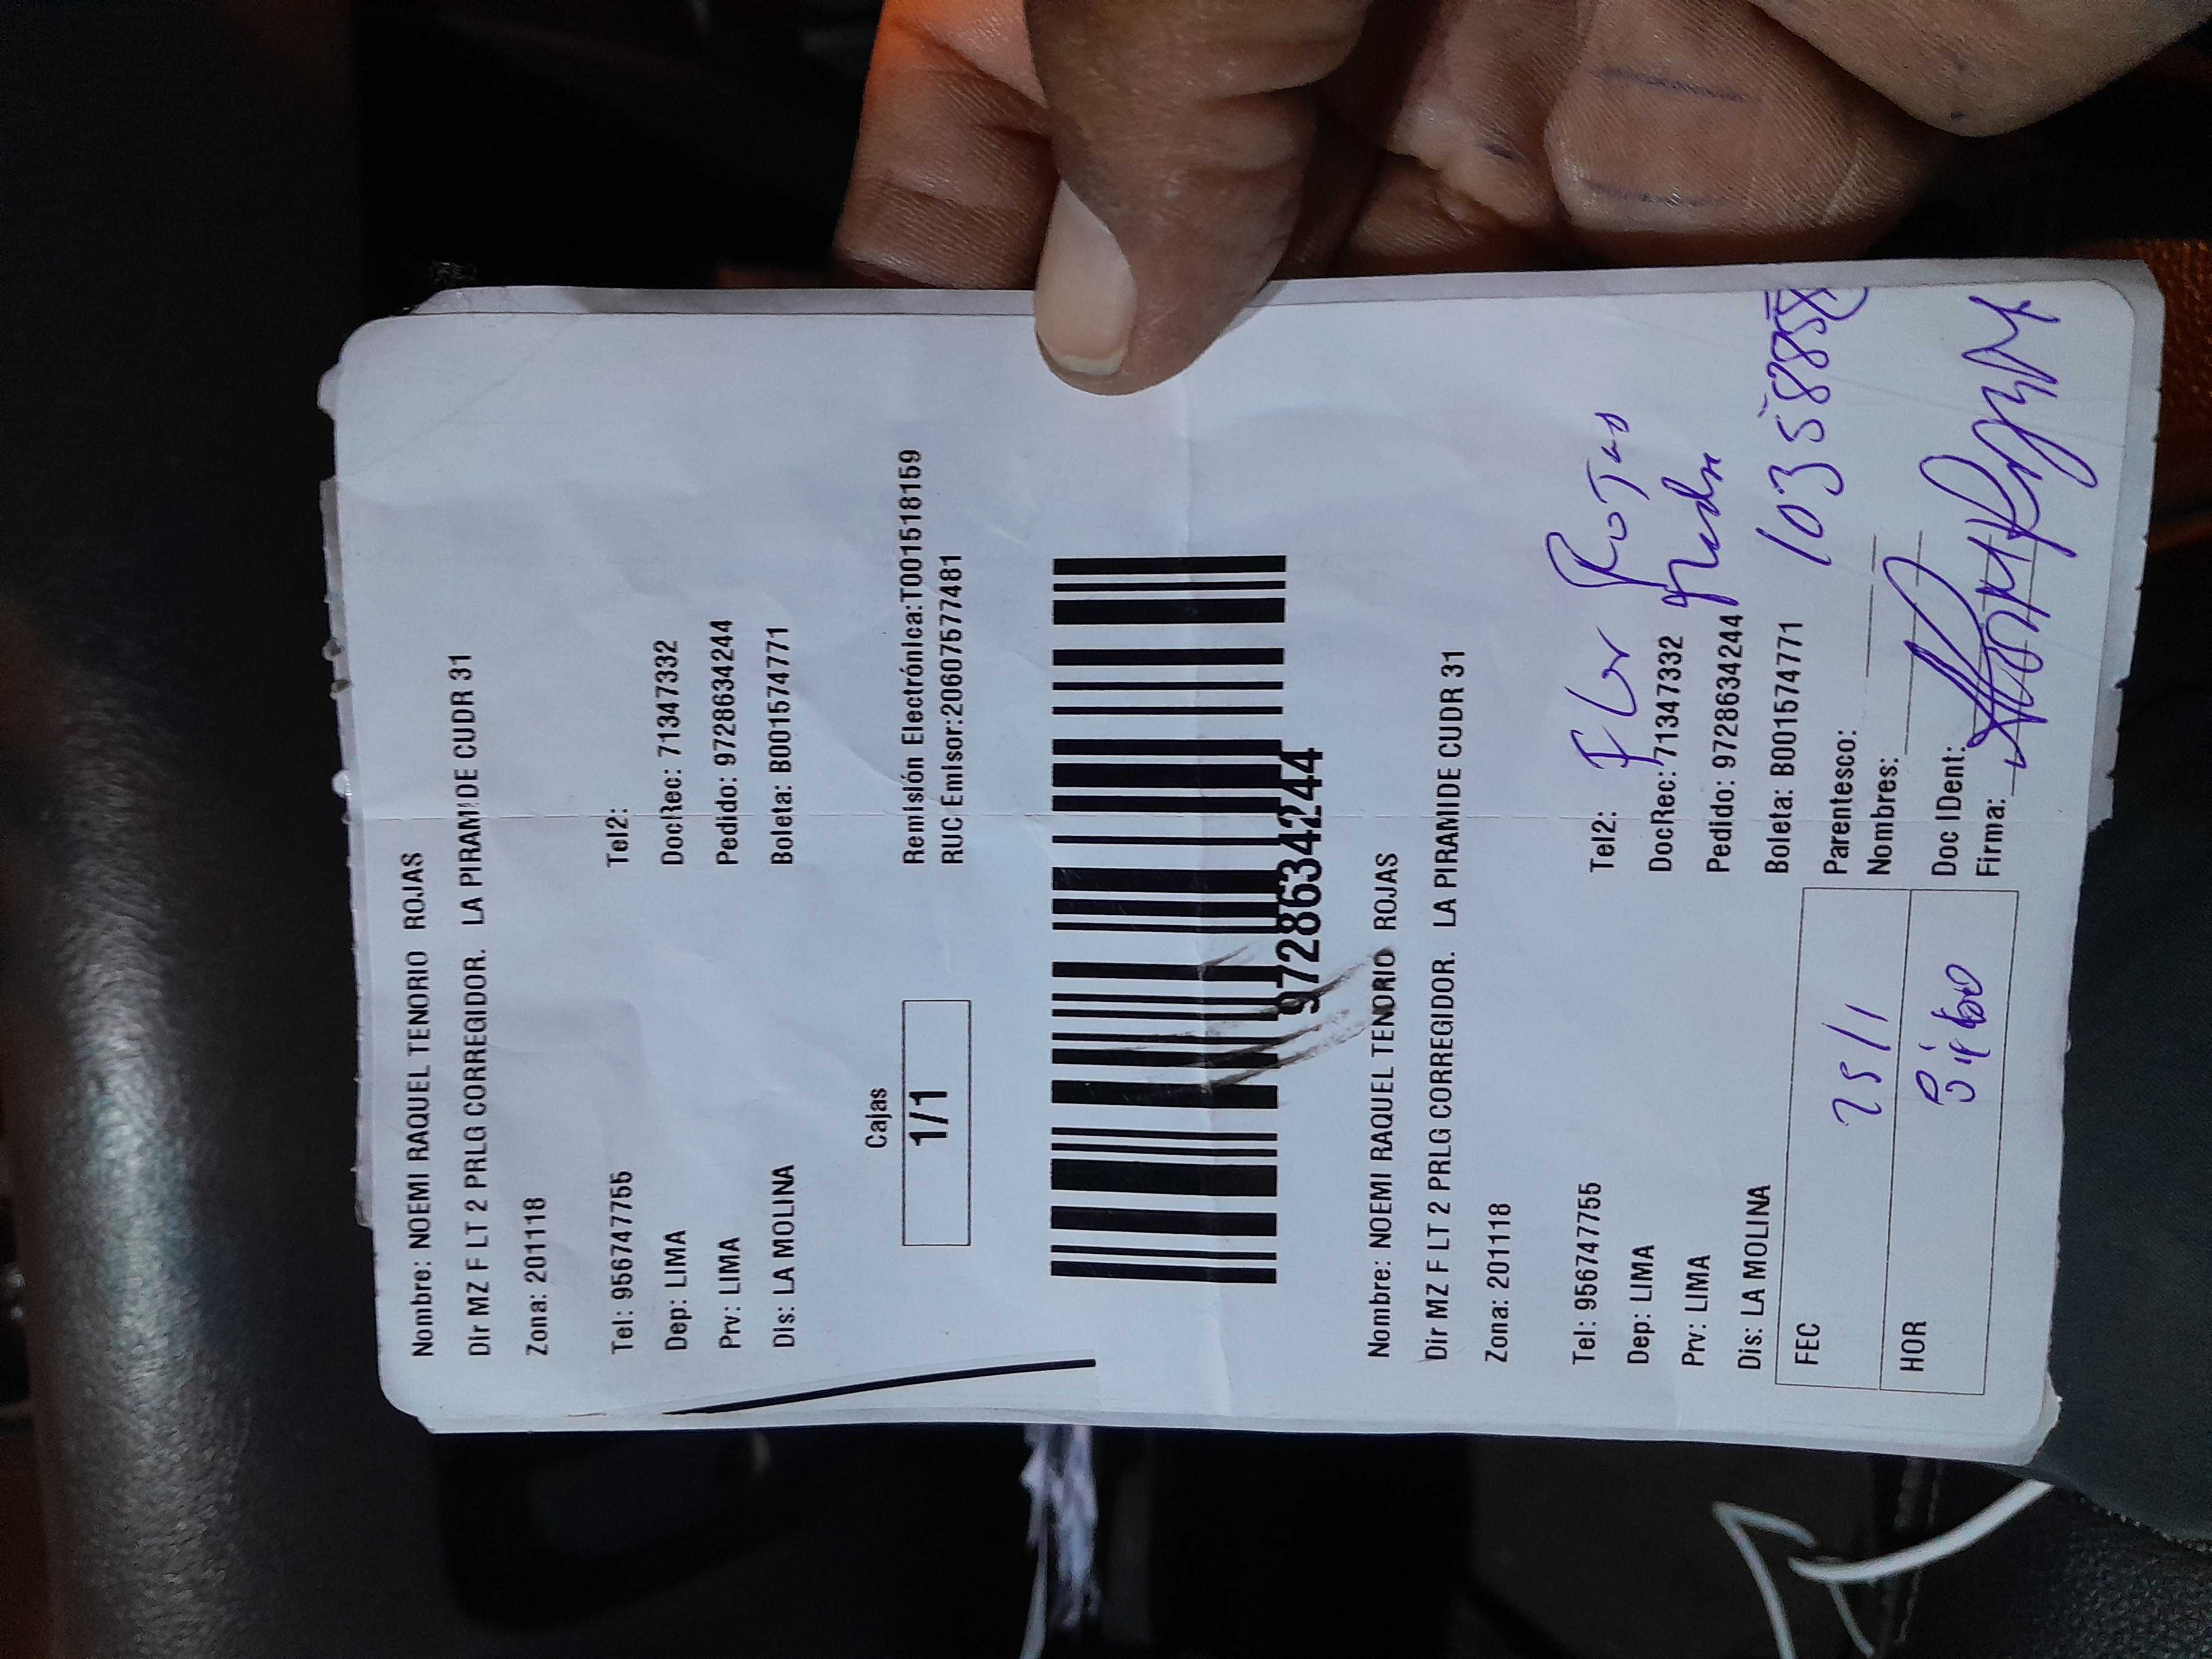 Nombre: NOEMI RAQUEL TENORIO ROJAS
Dir MZ F LT 2 PRLG CORREGIDOR. LA PIRAMIDE CUDR 31
Zona: 201118
Tel: 956747755 Tel2:
Dep: LIMA DocRec: 71347332
Prv: LIMA Pedido: 9728634244
Dis: LA MOLINA Boleta: B001574771
Cajas
1/1
Remisión Electrónica:T001518159
RUC Emisor:20607577481
9728634244
Nombre: NOEMI RAQUEL TENORIO ROJAS
Dir MZ F LT 2 PRLG CORREGIDOR. LA PIRAMIDE CUDR 31
Zona: 201118
Tel: 956747755 Tel2: Flor Rojas
Dep: LIMA DocRec: 71347332
Prv: LIMA Pedido: 9728634244
Dis: LA MOLINA Boleta: B001574771
FEC 25/1 Parentesco:
Nombres:
HOR Doc IDent:
Firma: